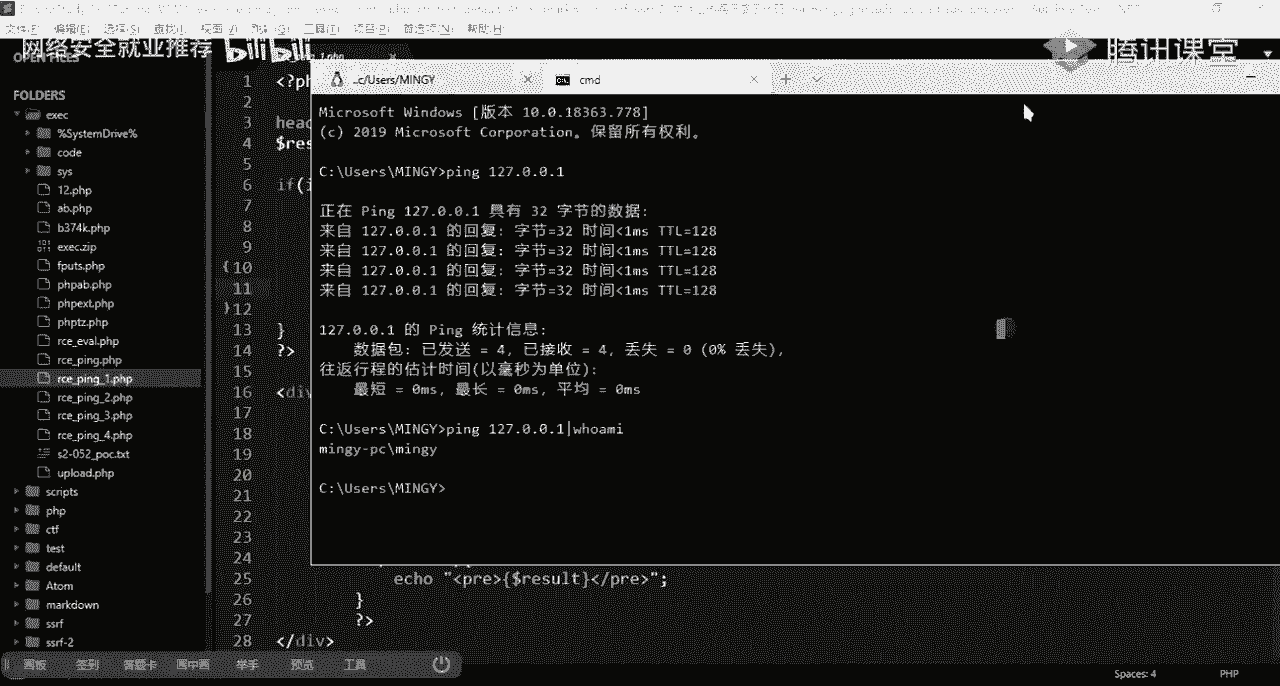 文件(F) 编辑(E) 选择(S) 查找(I) 工具(T) 项目(P) 首选项(N) 帮助(H)
网络安全就业推荐 bilibili
腾讯课堂
OPEN FILES
FOLDERS
exec
%SystemDrive%
code
sys
12.php
ab.php
b374k.php
exec.zip
fputs.php
phpab.php
phpext.php
phptz.php
rce_eval.php
rce_ping.php
rce_ping_1.php
rce_ping_2.php
rce_ping_3.php
rce_ping_4.php
s2-052_poc.txt
upload.php
scripts
php
ctf
test
default
Atom
markdown
ssrf
ssrf-2
1 <?ph
2
3 head
4 $res
5
6 if(i
7
8
9
{10
11
}12
13 }
14 ?>
15
16 <div
17
18
19
20
21
22
23
24
25 echo "<pre>{$result}</pre>";
26 }
27 ?>
28 </div>
..c/Users/MINGY × cmd × +
Microsoft Windows [版本 10.0.18363.778]
(c) 2019 Microsoft Corporation。保留所有权利。
C:\Users\MINGY>ping 127.0.0.1
正在 Ping 127.0.0.1 具有 32 字节的数据:
来自 127.0.0.1 的回复: 字节=32 时间<1ms TTL=128
来自 127.0.0.1 的回复: 字节=32 时间<1ms TTL=128
来自 127.0.0.1 的回复: 字节=32 时间<1ms TTL=128
来自 127.0.0.1 的回复: 字节=32 时间<1ms TTL=128
127.0.0.1 的 Ping 统计信息:
数据包: 已发送 = 4, 已接收 = 4, 丢失 = 0 (0% 丢失),
往返行程的估计时间(以毫秒为单位):
最短 = 0ms, 最长 = 0ms, 平均 = 0ms
C:\Users\MINGY>ping 127.0.0.1|whoami
mingy-pc\mingy
C:\Users\MINGY>
画板 签到 答题卡 画中画 举手 预览 工具
Spaces: 4 PHP